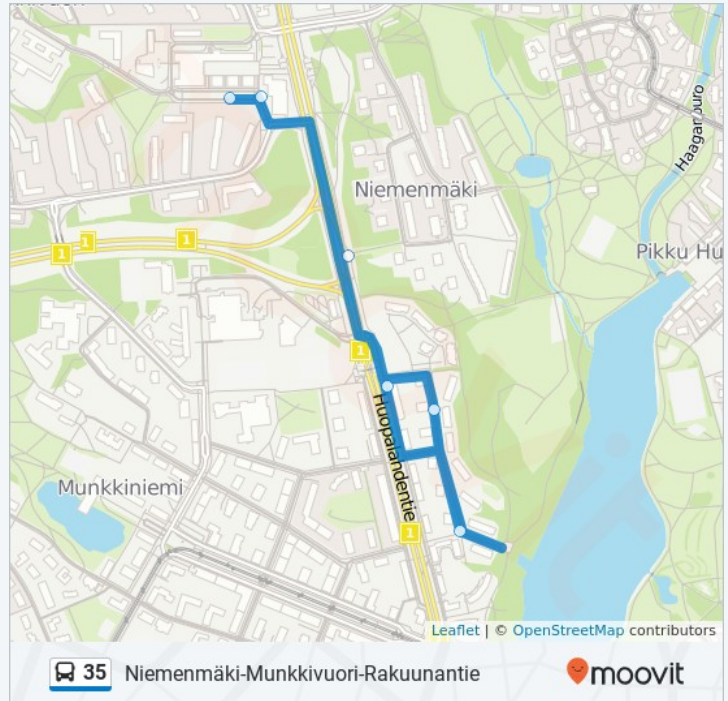 Niemenmäki
Haaganpuro
Pikku Hu
1
1
1
1
Huopalahdentie
Munkkiniemi
1
Leaflet | © OpenStreetMap contributors
35 Niemenmäki-Munkkivuori-Rakuunantie
moovit